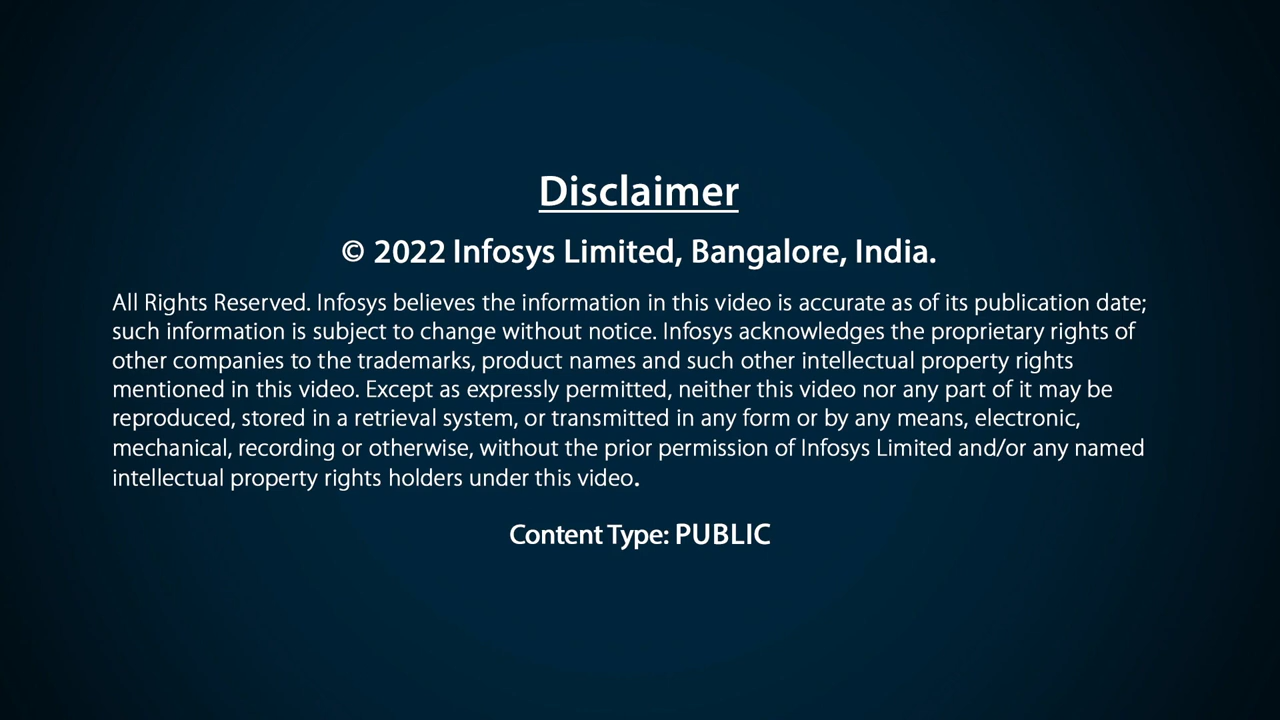 Disclaimer
© 2022 Infosys Limited, Bangalore, India.
All Rights Reserved. Infosys believes the information in this video is accurate as of its publication date;
such information is subject to change without notice. Infosys acknowledges the proprietary rights of
other companies to the trademarks, product names and such other intellectual property rights
mentioned in this video. Except as expressly permitted, neither this video nor any part of it may be
reproduced, stored in a retrieval system, or transmitted in any form or by any means, electronic,
mechanical, recording or otherwise, without the prior permission of Infosys Limited and/or any named
intellectual property rights holders under this video.
Content Type: PUBLIC